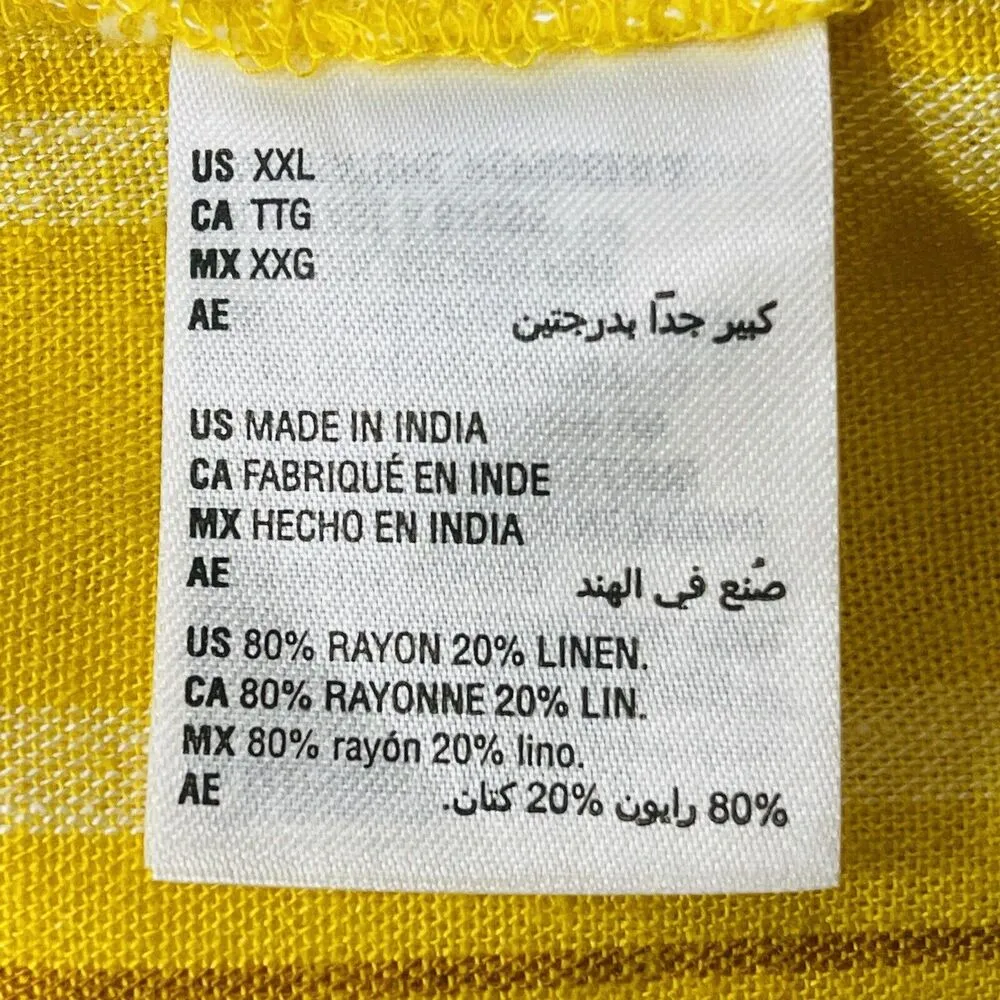 US XXL
CA TTG
MX XXG
AE كبير جدًا بدرجتين
US MADE IN INDIA
CA FABRIQUÉ EN INDE
MX HECHO EN INDIA
AE صُنع في الهند
US 80% RAYON 20% LINEN.
CA 80% RAYONNE 20% LIN.
MX 80% rayón 20% lino.
AE 80% رايون 20% كتان.